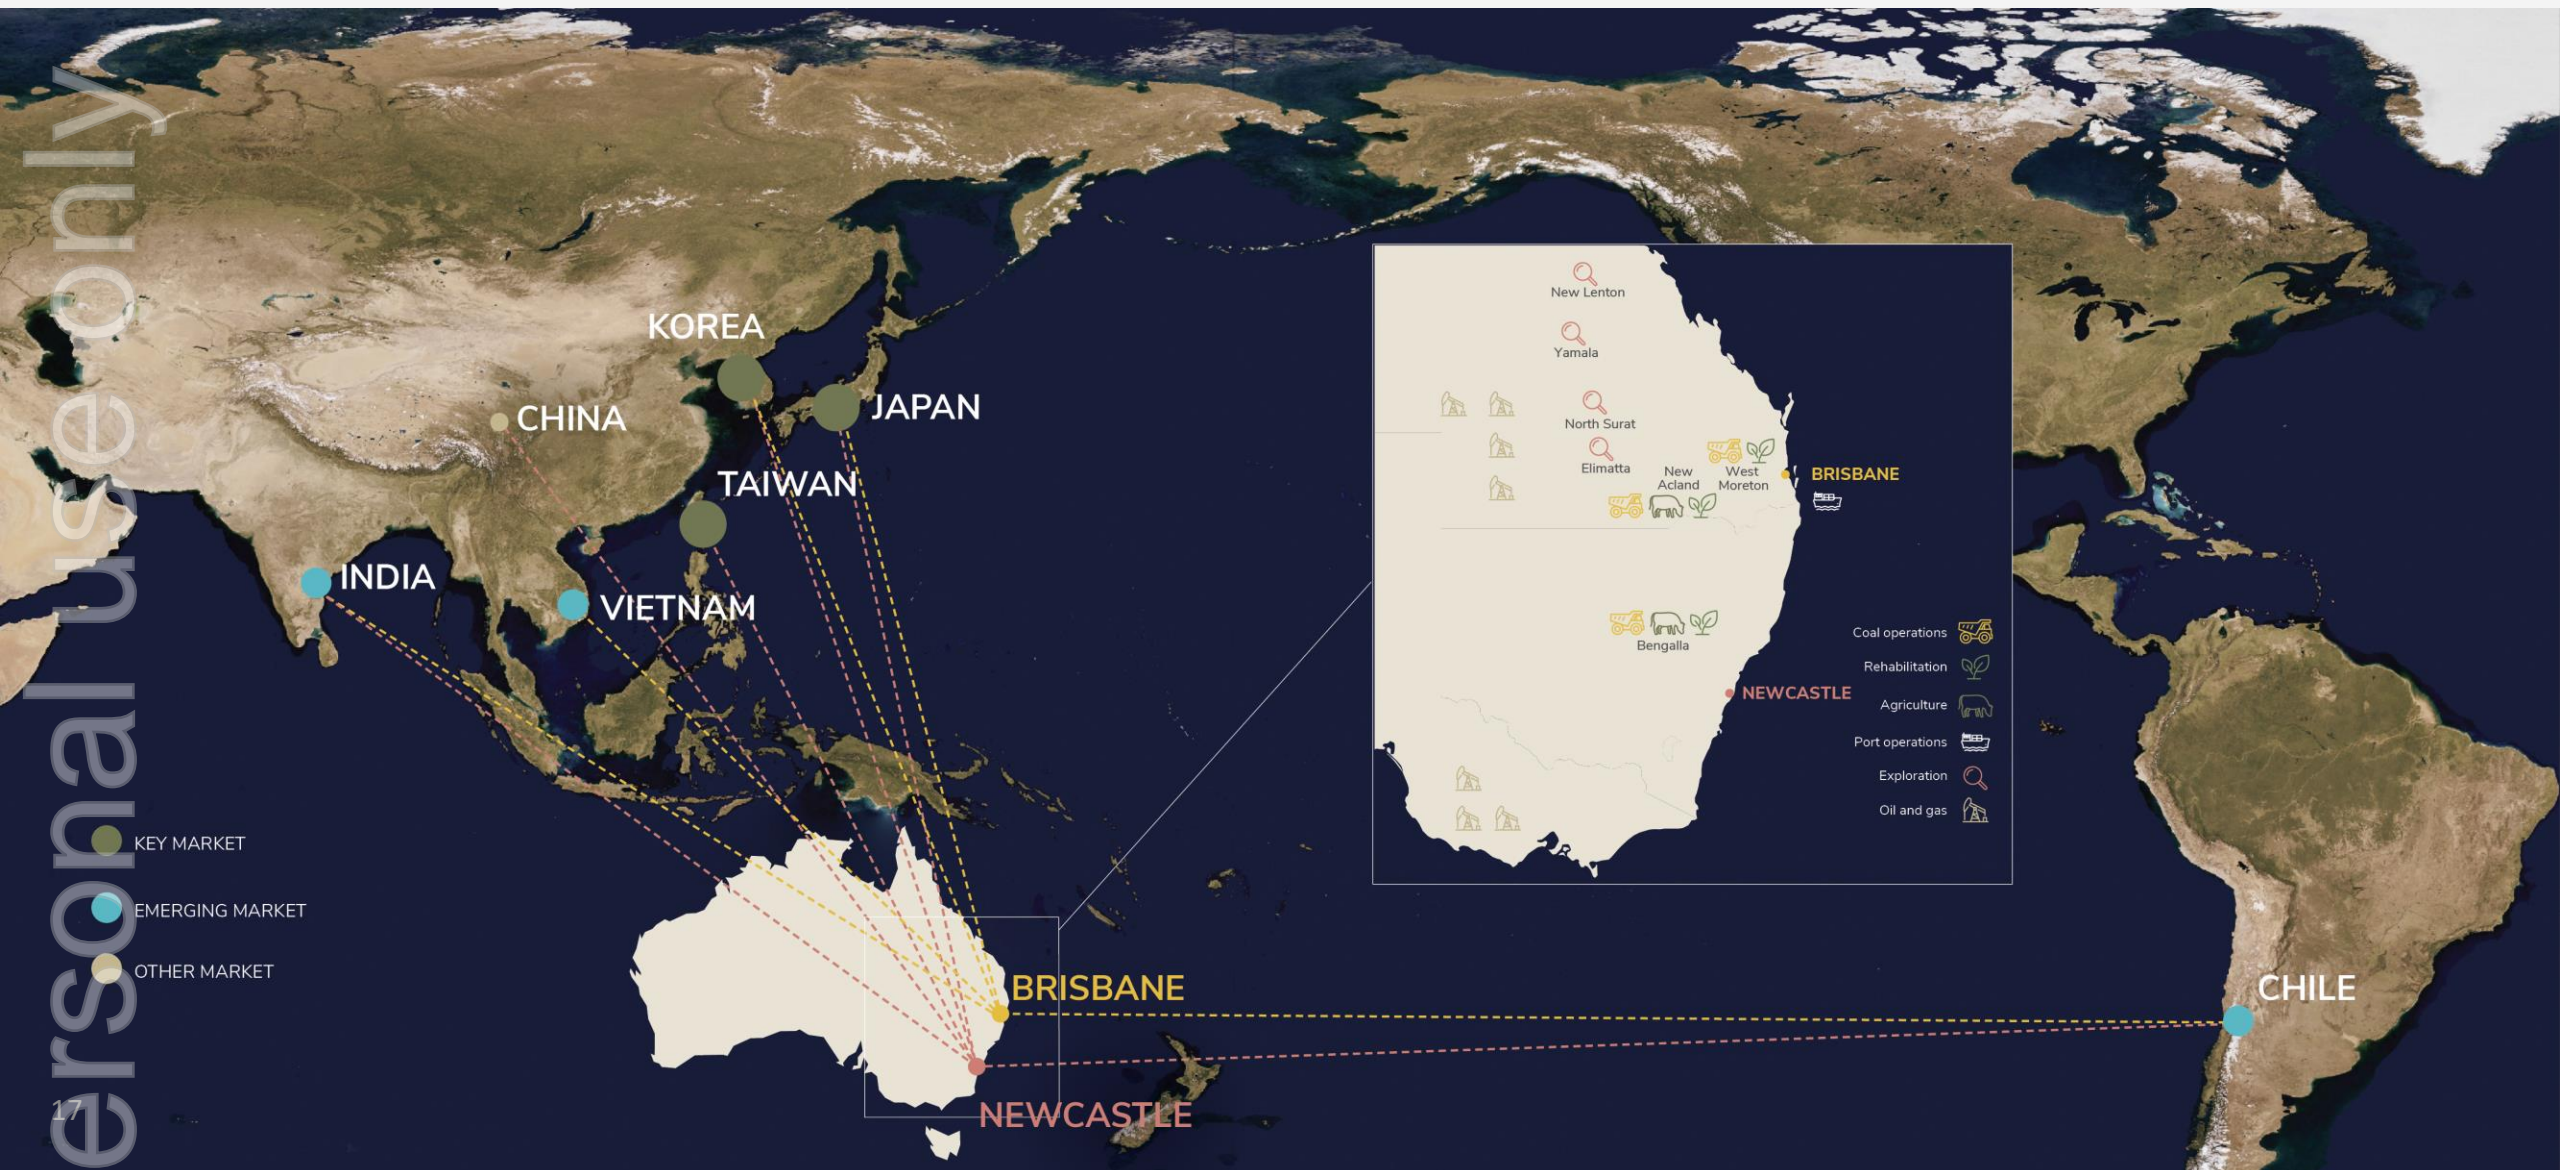 ersonal use only
KOREA
JAPAN
CHINA
TAIWAN
INDIA
VIETNAM
KEY MARKET
EMERGING MARKET
OTHER MARKET
BRISBANE
NEWCASTLE
CHILE
New Lenton
Yamala
North Surat
Elimatta
New
Acland
West
Moreton
BRISBANE
Bengalla
NEWCASTLE
Coal operations
Rehabilitation
Agriculture
Port operations
Exploration
Oil and gas
17